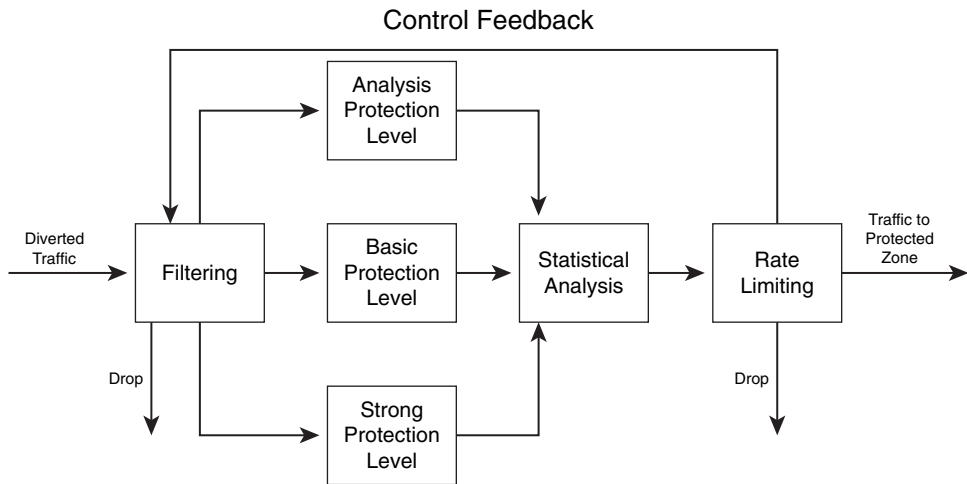 Control Feedback
Analysis
Protection
Level
Diverted
Traffic
Filtering
Basic
Protection
Level
Statistical
Analysis
Rate
Limiting
Traffic to
Protected
Zone
Drop
Strong
Protection
Level
Drop